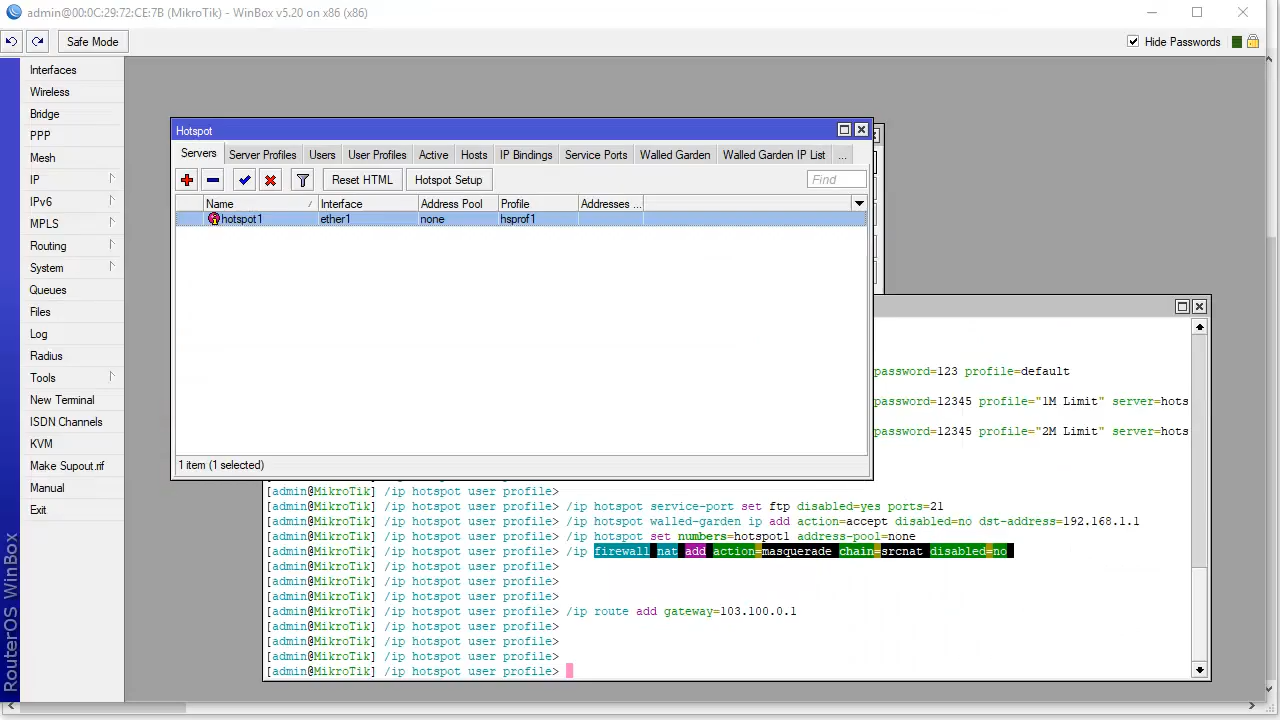 admin@00:0C:29:72:CE:7B (MikroTik) - WinBox v5.20 on x86 (x86)
Safe Mode
Hide Passwords
Interfaces
Wireless
Bridge
PPP
Mesh
IP
IPv6
MPLS
Routing
System
Queues
Files
Log
Radius
Tools
New Terminal
ISDN Channels
KVM
Make Supout.rif
Manual
Exit
RouterOS WinBox
Hotspot
Servers Server Profiles Users User Profiles Active Hosts IP Bindings Service Ports Walled Garden Walled Garden IP List ...
Reset HTML Hotspot Setup Find
Name / Interface Address Pool Profile Addresses ...
hotspot1 ether1 none hsprof1
1 item (1 selected)
password=123 profile=default
password=12345 profile="1M Limit" server=hots
password=12345 profile="2M Limit" server=hots
[admin@MikroTik] /ip hotspot user profile>
[admin@MikroTik] /ip hotspot user profile> /ip hotspot service-port set ftp disabled=yes ports=21
[admin@MikroTik] /ip hotspot user profile> /ip hotspot walled-garden ip add action=accept disabled=no dst-address=192.168.1.1
[admin@MikroTik] /ip hotspot user profile> /ip hotspot set numbers=hotspot1 address-pool=none
[admin@MikroTik] /ip hotspot user profile> /ip firewall nat add action=masquerade chain=srcnat disabled=no
[admin@MikroTik] /ip hotspot user profile>
[admin@MikroTik] /ip hotspot user profile>
[admin@MikroTik] /ip hotspot user profile>
[admin@MikroTik] /ip hotspot user profile> /ip route add gateway=103.100.0.1
[admin@MikroTik] /ip hotspot user profile>
[admin@MikroTik] /ip hotspot user profile>
[admin@MikroTik] /ip hotspot user profile>
[admin@MikroTik] /ip hotspot user profile>